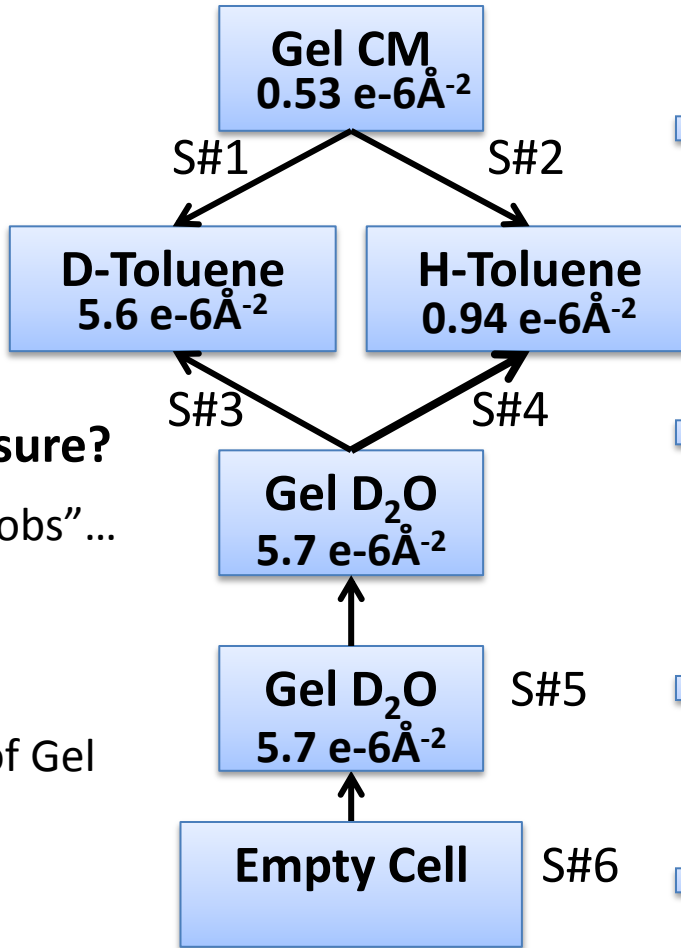 Gel CM
0.53 e-6Å⁻²
S#1
S#2
D-Toluene
5.6 e-6Å⁻²
H-Toluene
0.94 e-6Å⁻²
S#3
S#4
sure?
Gel D₂O
5.7 e-6Å⁻²
obs”…
Gel D₂O
5.7 e-6Å⁻²
S#5
of Gel
Empty Cell
S#6